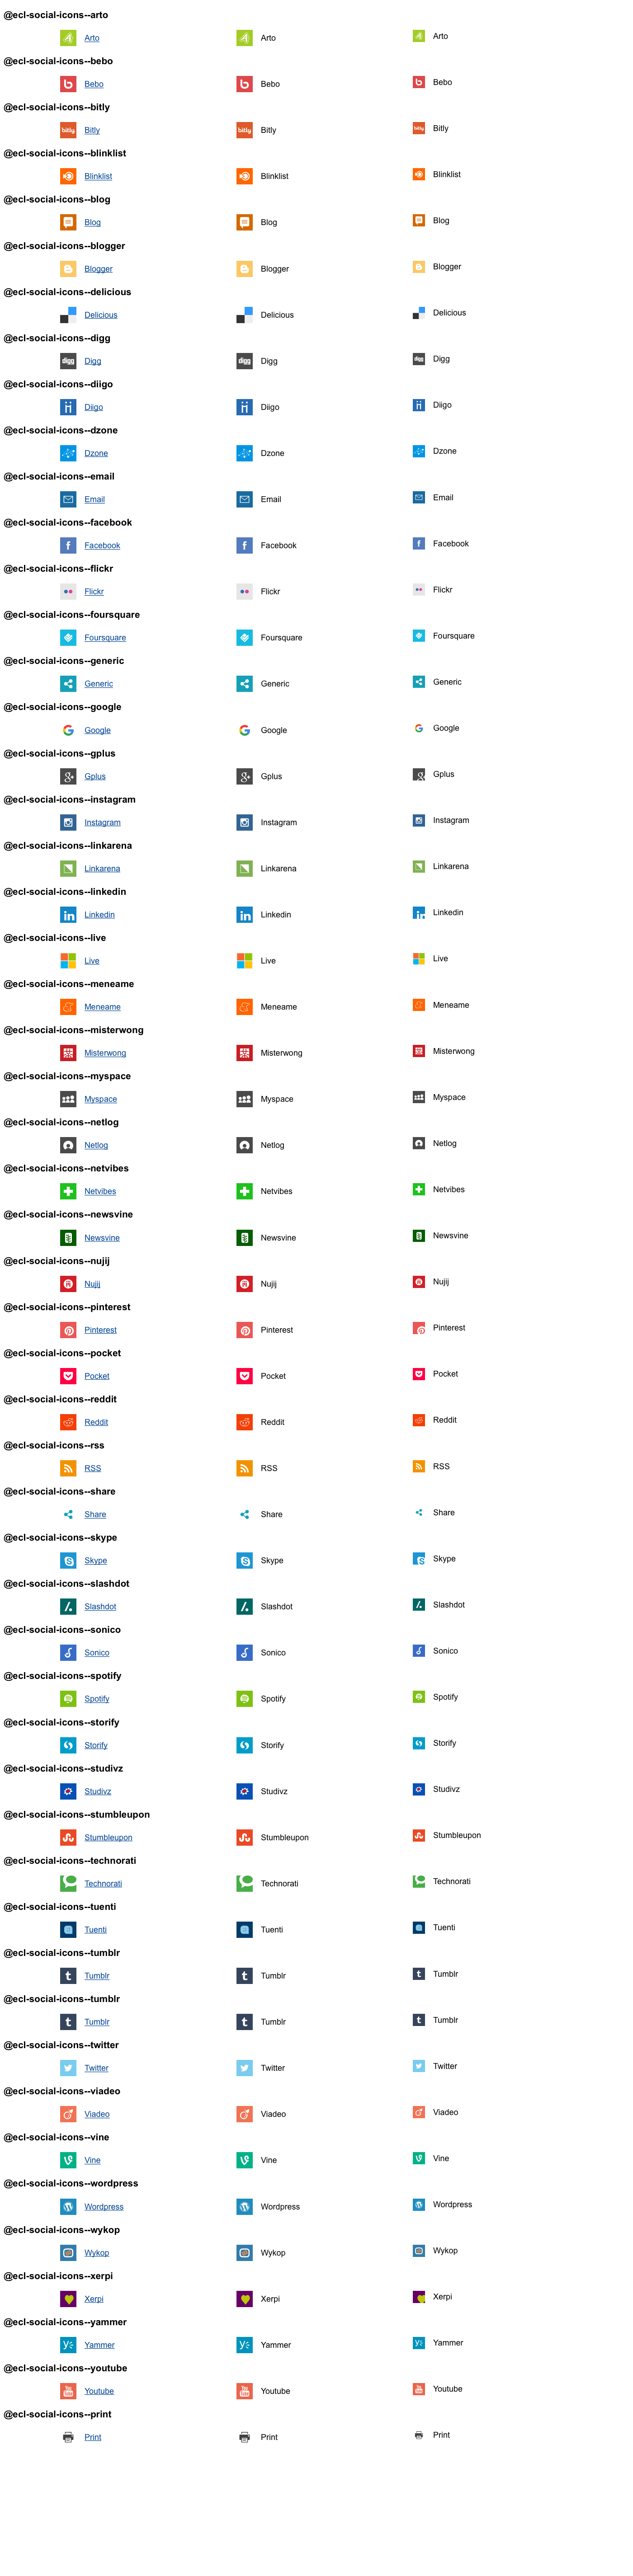 @ecl-social-icons--arto
Arto Arto Arto
@ecl-social-icons--bebo
Bebo Bebo Bebo
@ecl-social-icons--bitly
bitly Bitly bitly Bitly bitly Bitly
@ecl-social-icons--blinklist
Blinklist Blinklist Blinklist
@ecl-social-icons--blog
Blog Blog Blog
@ecl-social-icons--blogger
Blogger Blogger Blogger
@ecl-social-icons--delicious
Delicious Delicious Delicious
@ecl-social-icons--digg
digg Digg digg Digg digg Digg
@ecl-social-icons--diigo
Diigo Diigo Diigo
@ecl-social-icons--dzone
Dzone Dzone Dzone
@ecl-social-icons--email
Email Email Email
@ecl-social-icons--facebook
f Facebook f Facebook f Facebook
@ecl-social-icons--flickr
Flickr Flickr Flickr
@ecl-social-icons--foursquare
Foursquare Foursquare Foursquare
@ecl-social-icons--generic
Generic Generic Generic
@ecl-social-icons--google
G Google G Google G Google
@ecl-social-icons--gplus
g+ Gplus g+ Gplus g Gplus
@ecl-social-icons--instagram
Instagram Instagram Instagram
@ecl-social-icons--linkarena
Linkarena Linkarena Linkarena
@ecl-social-icons--linkedin
in Linkedin in Linkedin in Linkedin
@ecl-social-icons--live
Live Live Live
@ecl-social-icons--meneame
Meneame Meneame Meneame
@ecl-social-icons--misterwong
Misterwong Misterwong Misterwong
@ecl-social-icons--myspace
Myspace Myspace Myspace
@ecl-social-icons--netlog
Netlog Netlog Netlog
@ecl-social-icons--netvibes
Netvibes Netvibes Netvibes
@ecl-social-icons--newsvine
Newsvine Newsvine Newsvine
@ecl-social-icons--nujij
Nujij Nujij Nujij
@ecl-social-icons--pinterest
Pinterest Pinterest Pinterest
@ecl-social-icons--pocket
Pocket Pocket Pocket
@ecl-social-icons--reddit
Reddit Reddit Reddit
@ecl-social-icons--rss
RSS RSS RSS
@ecl-social-icons--share
Share Share Share
@ecl-social-icons--skype
S Skype S Skype S Skype
@ecl-social-icons--slashdot
/. Slashdot /. Slashdot /. Slashdot
@ecl-social-icons--sonico
Sonico Sonico Sonico
@ecl-social-icons--spotify
Spotify Spotify Spotify
@ecl-social-icons--storify
Storify Storify Storify
@ecl-social-icons--studivz
Studivz Studivz Studivz
@ecl-social-icons--stumbleupon
Stumbleupon Stumbleupon Stumbleupon
@ecl-social-icons--technorati
Technorati Technorati Technorati
@ecl-social-icons--tuenti
Tuenti Tuenti Tuenti
@ecl-social-icons--tumblr
t Tumblr t Tumblr t Tumblr
@ecl-social-icons--tumblr
t Tumblr t Tumblr t Tumblr
@ecl-social-icons--twitter
Twitter Twitter Twitter
@ecl-social-icons--viadeo
Viadeo Viadeo Viadeo
@ecl-social-icons--vine
Vine Vine Vine
@ecl-social-icons--wordpress
W Wordpress W Wordpress W Wordpress
@ecl-social-icons--wykop
Wykop Wykop Wykop
@ecl-social-icons--xerpi
Xerpi Xerpi Xerpi
@ecl-social-icons--yammer
y Yammer y Yammer y Yammer
@ecl-social-icons--youtube
You Tube Youtube You Tube Youtube You Tube Youtube
@ecl-social-icons--print
Print Print Print